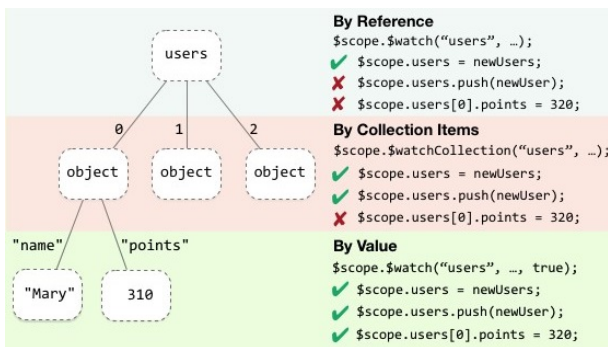 users
0 1 2
object object object
"name" "points"
"Mary" 310
By Reference
$scope.$watch(“users”, …);
✔ $scope.users = newUsers;
✘ $scope.users.push(newUser);
✘ $scope.users[0].points = 320;
By Collection Items
$scope.$watchCollection(“users”, …);
✔ $scope.users = newUsers;
✔ $scope.users.push(newUser);
✘ $scope.users[0].points = 320;
By Value
$scope.$watch(“users”, …, true);
✔ $scope.users = newUsers;
✔ $scope.users.push(newUser);
✔ $scope.users[0].points = 320;